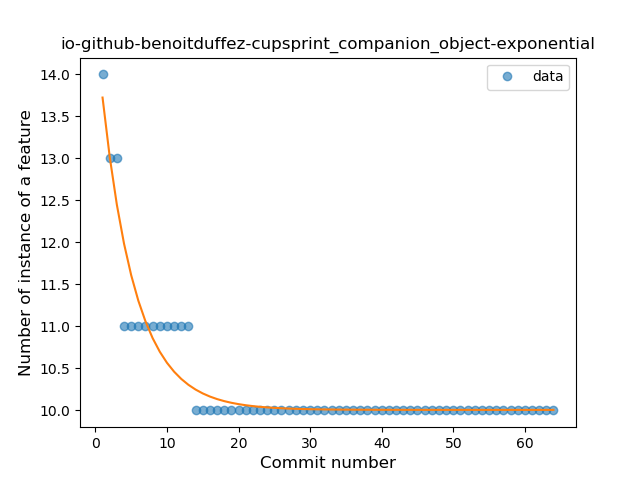 io-github-benoitduffez-cupsprint_companion_object-exponential
data
Number of instance of a feature
14.0
13.5
13.0
12.5
12.0
11.5
11.0
10.5
10.0
0 10 20 30 40 50 60
Commit number